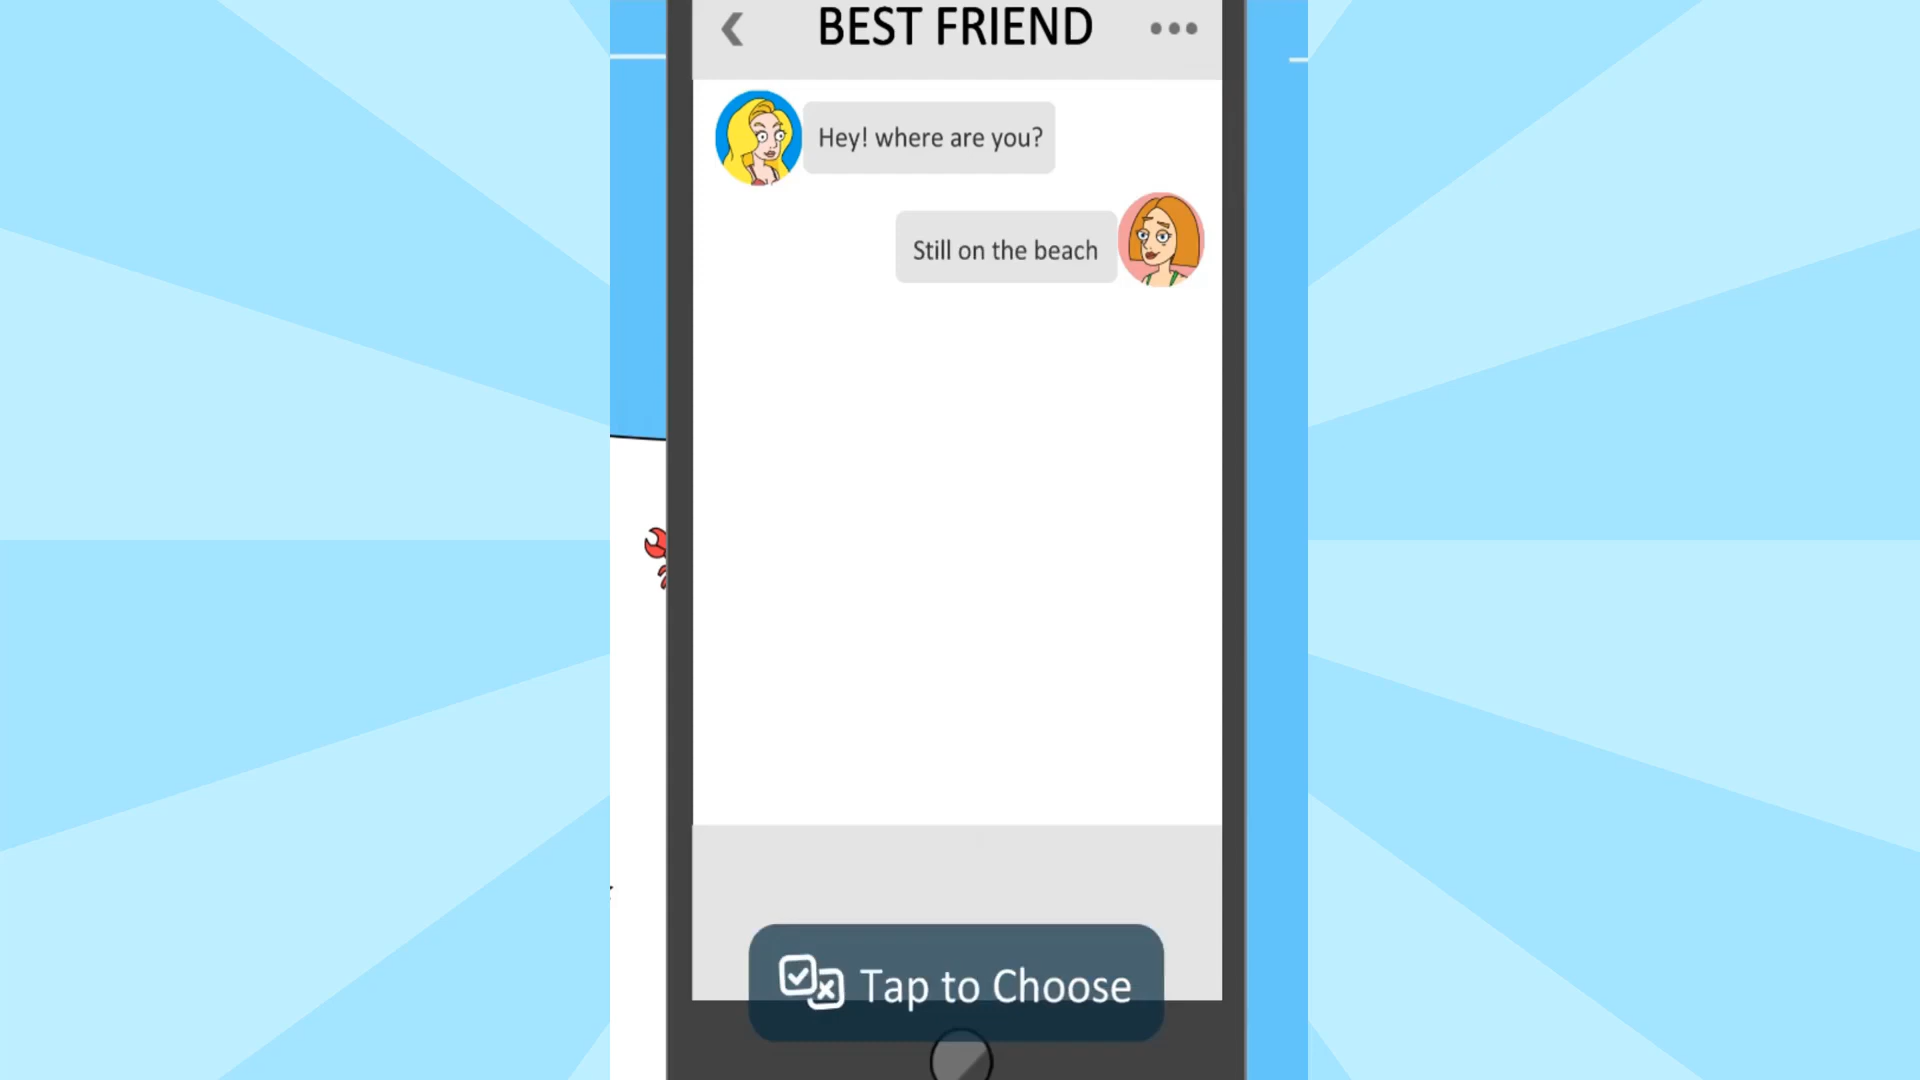 BEST FRIEND
Hey! where are you?
Still on the beach
Tap to Choose